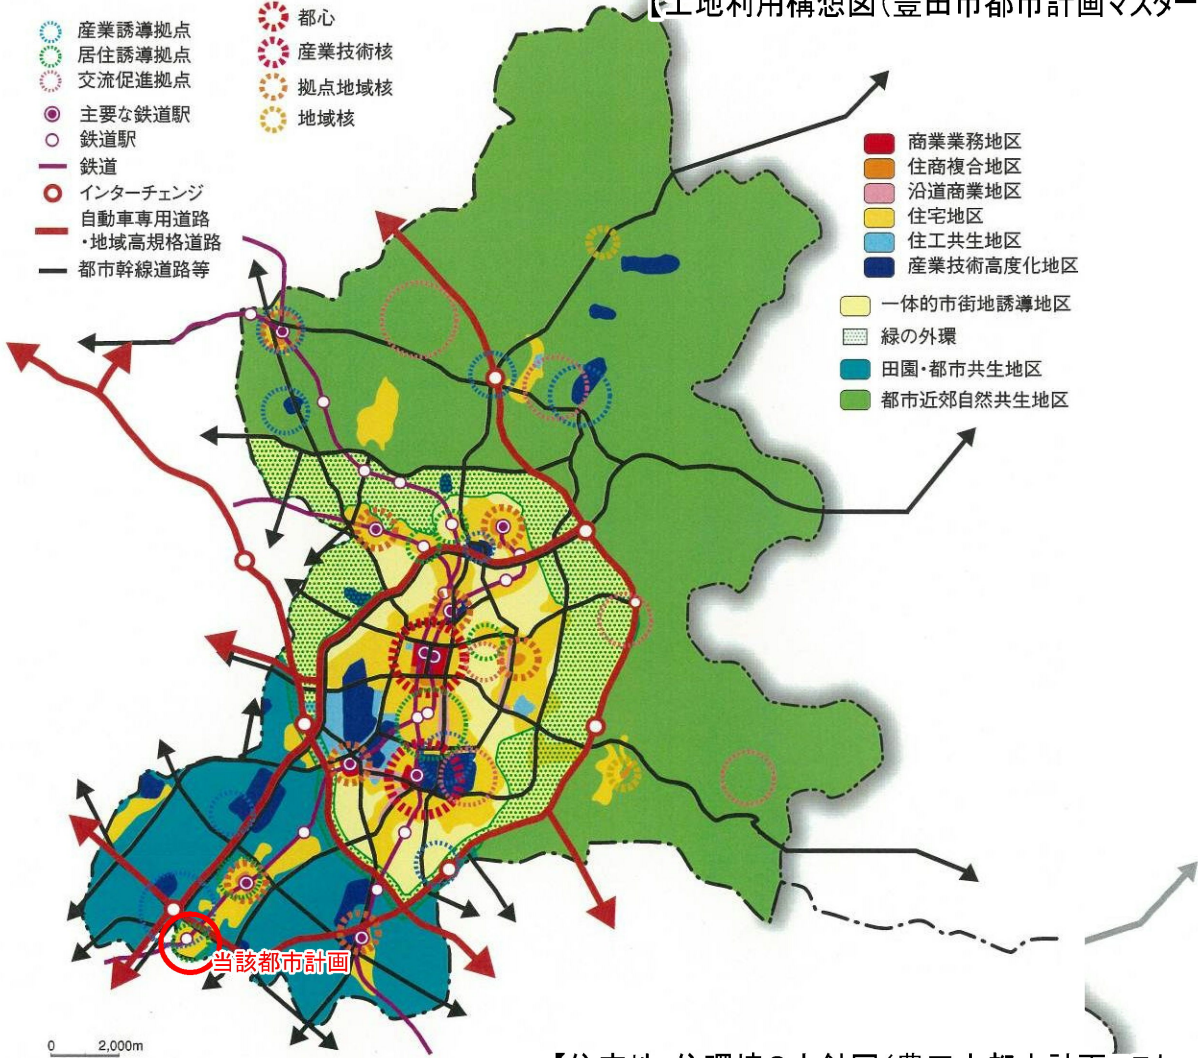 【土地利用構想図(豊田市都市計画マスター
産業誘導拠点
居住誘導拠点
交流促進拠点
主要な鉄道駅
鉄道駅
鉄道
インターチェンジ
自動車専用道路
・地域高規格道路
都市幹線道路等
都心
産業技術核
拠点地域核
地域核
商業業務地区
住商複合地区
沿道商業地区
住宅地区
住工共生地区
産業技術高度化地区
一体的市街地誘導地区
緑の外環
田園・都市共生地区
都市近郊自然共生地区
当該都市計画
0 2,000m